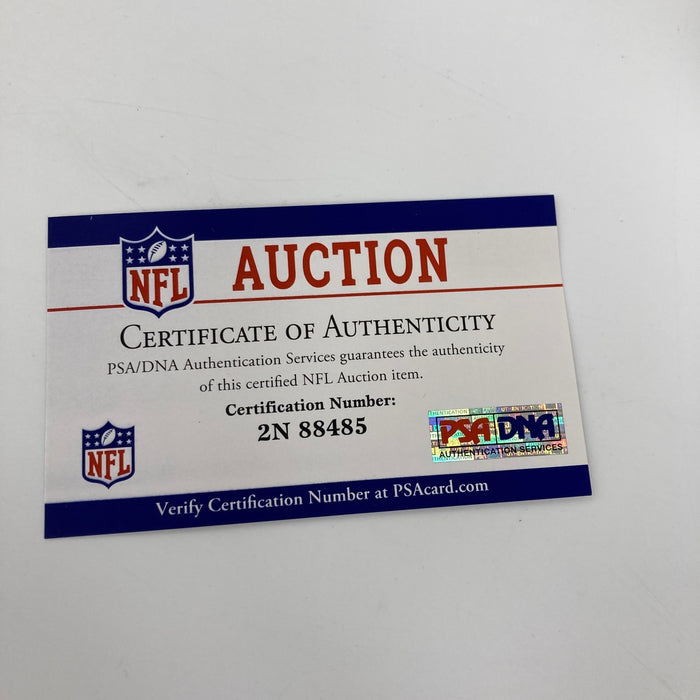 NFL
AUCTION
CERTIFICATE OF AUTHENTICITY
PSA/DNA Authentication Services guarantees the authenticity
of this certified NFL Auction item.
Certification Number:
2N 88485
NFL
PSA DNA
AUTHENTICATION SERVICES
Verify Certification Number at PSAcard.com